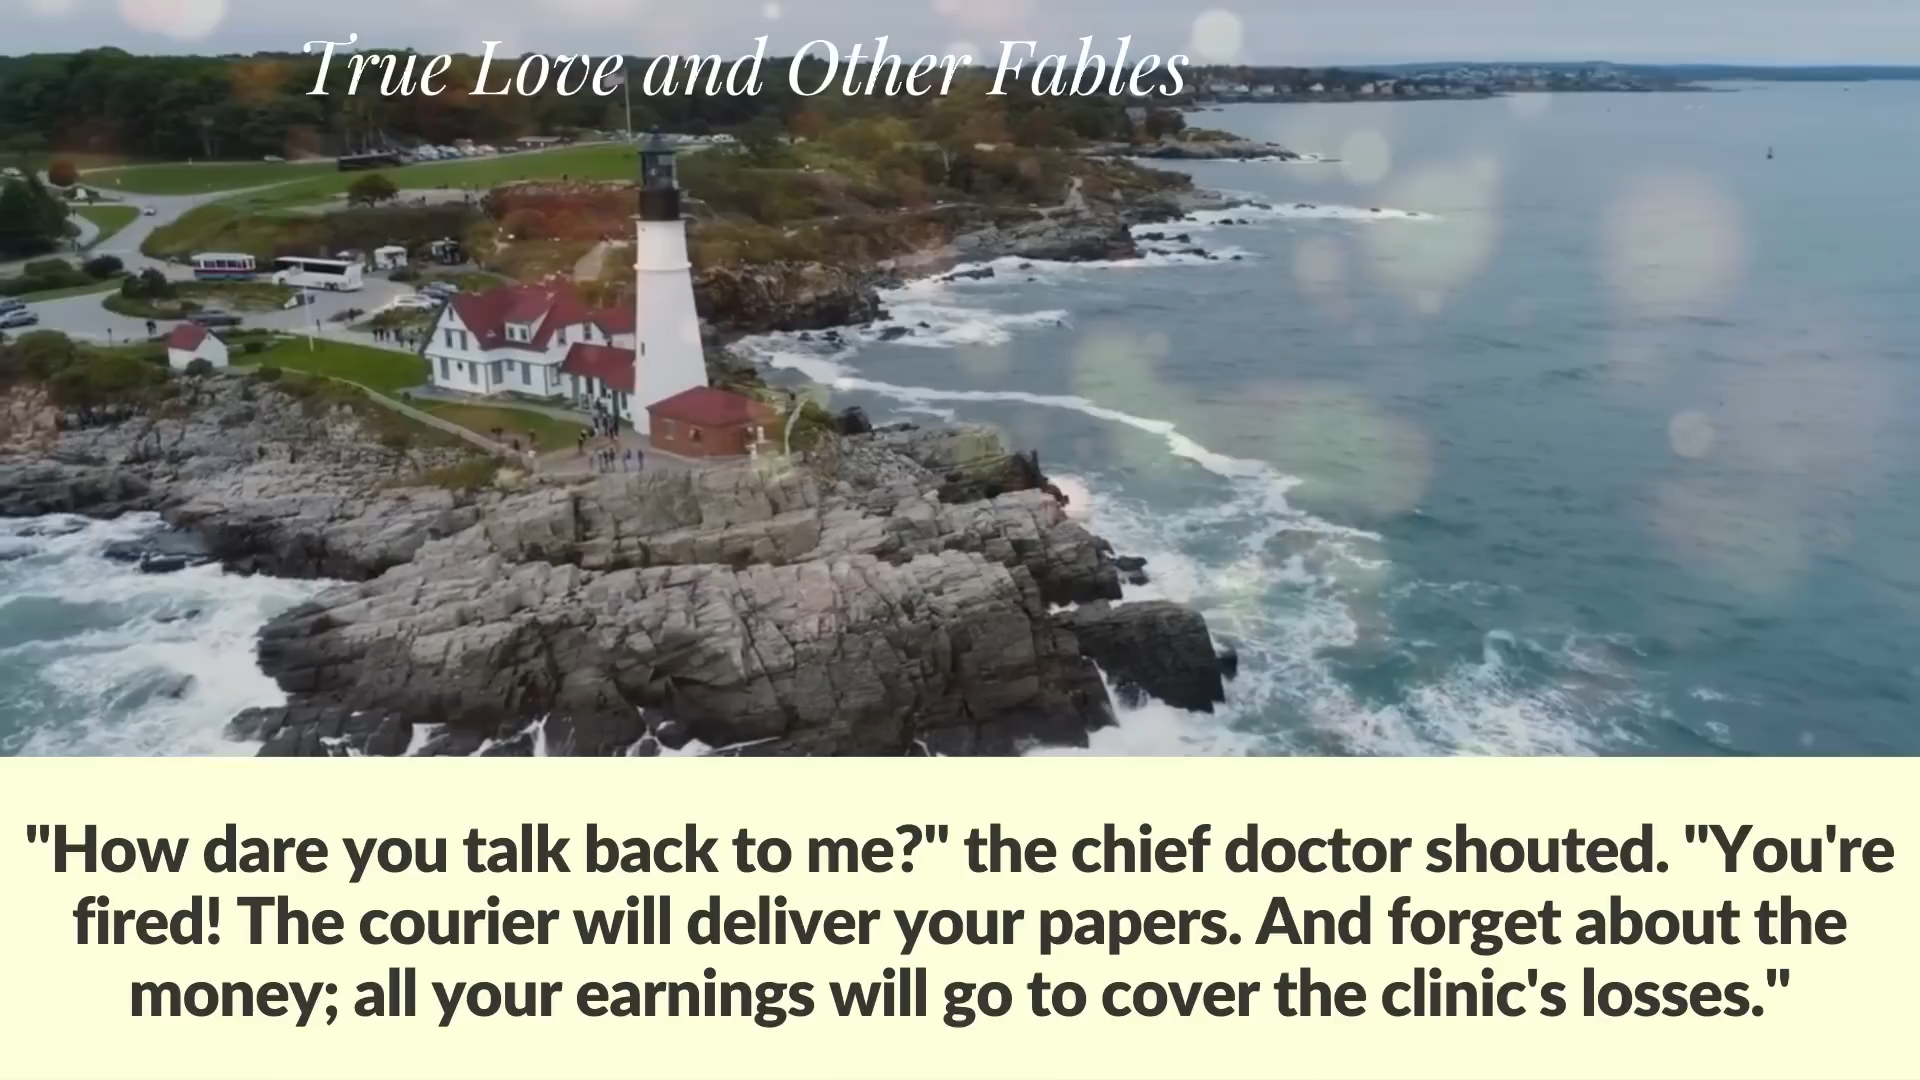 True Love and Other Fables
"How dare you talk back to me?" the chief doctor shouted. "You're
fired! The courier will deliver your papers. And forget about the
money; all your earnings will go to cover the clinic's losses."